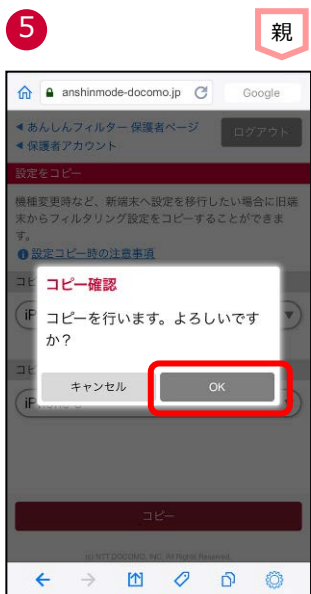 5
親
anshinmode-docomo.jp
Google
◀ あんしんフィルター 保護者ページ
◀ 保護者アカウント
ログアウト
設定をコピー
機種変更時など、新端末へ設定を移行したい場合に旧端
末からフィルタリング設定をコピーすることができま
す。
設定コピー時の注意事項
コピー確認
コピーを行います。よろしいです
か？
キャンセル
OK
コピー
(c) NTT DOCOMO, INC. All Rights Reserved.